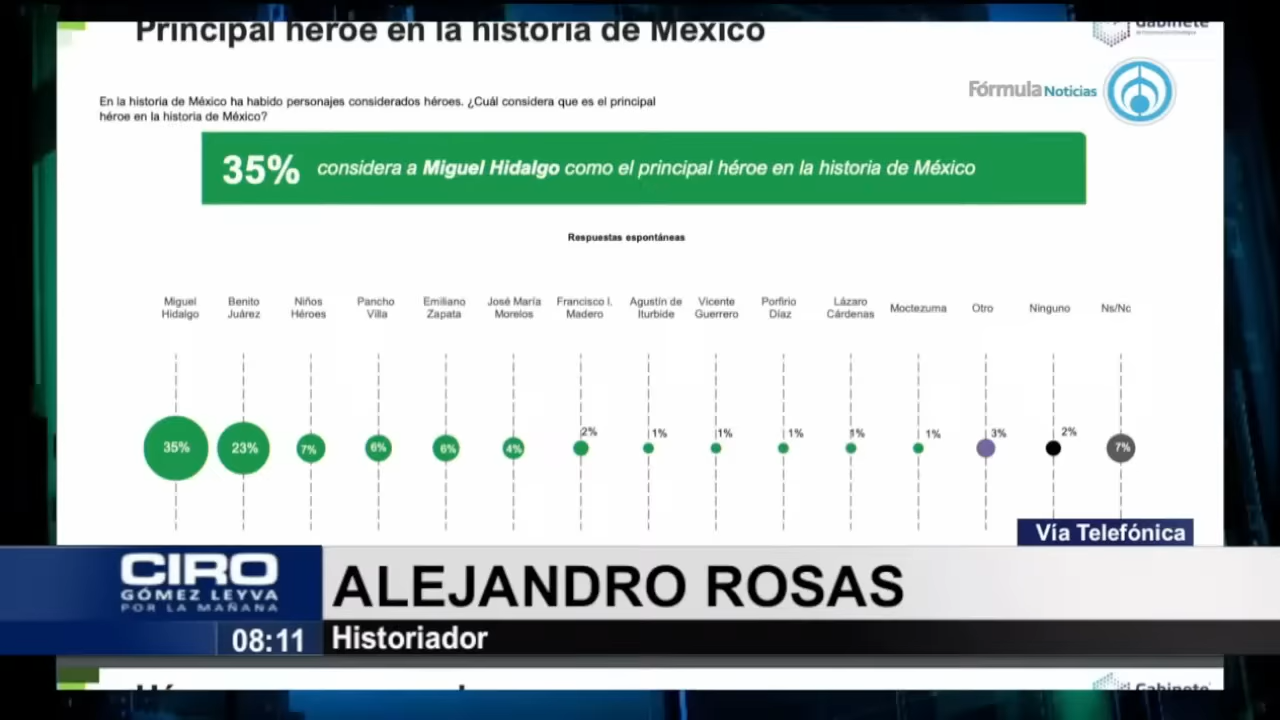 Principal héroe en la historia de México
Gabinete
En la historia de México ha habido personajes considerados héroes. ¿Cuál considera que es el principal
héroe en la historia de México?
Fórmula Noticias
35% considera a Miguel Hidalgo como el principal héroe en la historia de México
Respuestas espontáneas
Miguel
Hidalgo
Benito
Juárez
Niños
Héroes
Pancho
Villa
Emiliano
Zapata
José María
Morelos
Francisco I.
Madero
Agustín de
Iturbide
Vicente
Guerrero
Porfirio
Díaz
Lázaro
Cárdenas
Moctezuma
Otro
Ninguno
Ns/Nc
35%
23%
7%
6%
6%
4%
2%
1%
1%
1%
1%
1%
3%
2%
7%
Vía Telefónica
CIRO
GÓMEZ LEYVA
POR LA MAÑANA
ALEJANDRO ROSAS
08:11
Historiador
Gabinete